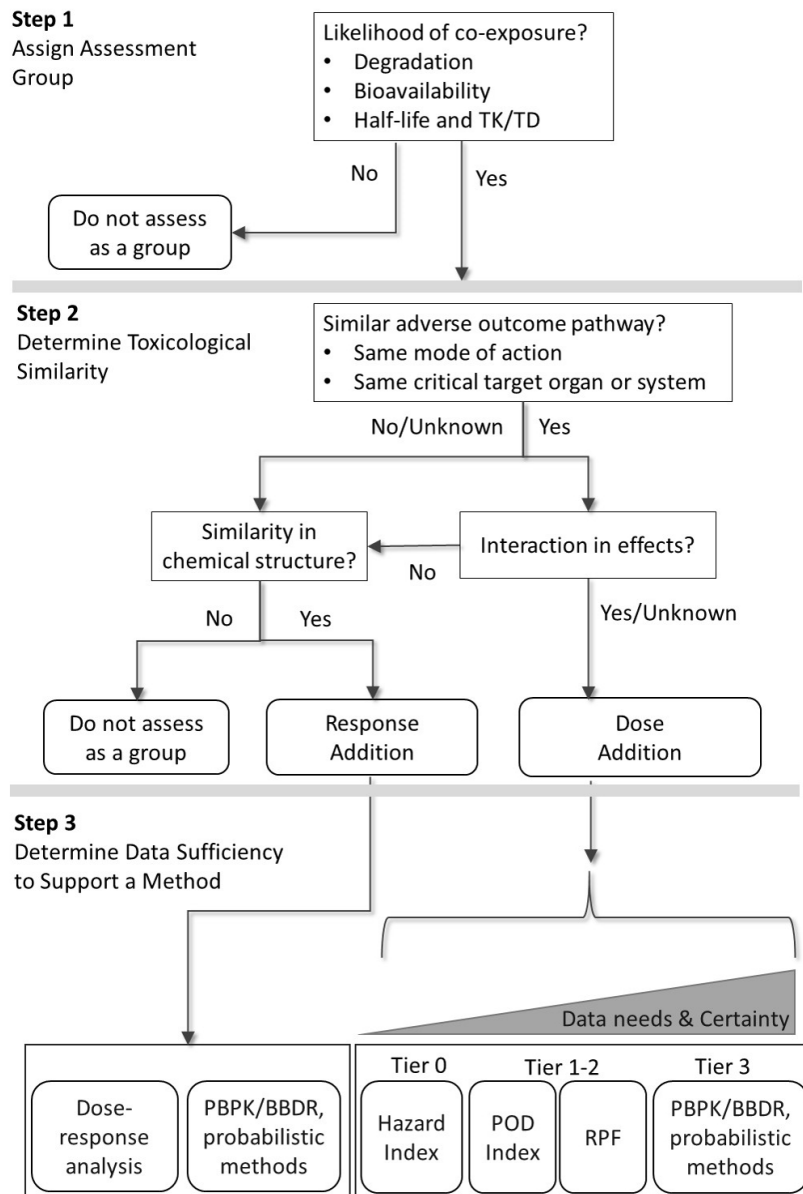 Step 1
Assign Assessment
Group
Likelihood of co-exposure?
• Degradation
• Bioavailability
• Half-life and TK/TD
No
Yes
Do not assess
as a group
Step 2
Determine Toxicological
Similarity
Similar adverse outcome pathway?
• Same mode of action
• Same critical target organ or system
No/Unknown
Yes
Similarity in
chemical structure?
Interaction in effects?
No
No
Yes
Yes/Unknown
Do not assess
as a group
Response
Addition
Dose
Addition
Step 3
Determine Data Sufficiency
to Support a Method
Data needs & Certainty
Dose-
response
analysis
PBPK/BBDR,
probabilistic
methods
Tier 0
Tier 1-2
Tier 3
Hazard
Index
POD
Index
RPF
PBPK/BBDR,
probabilistic
methods